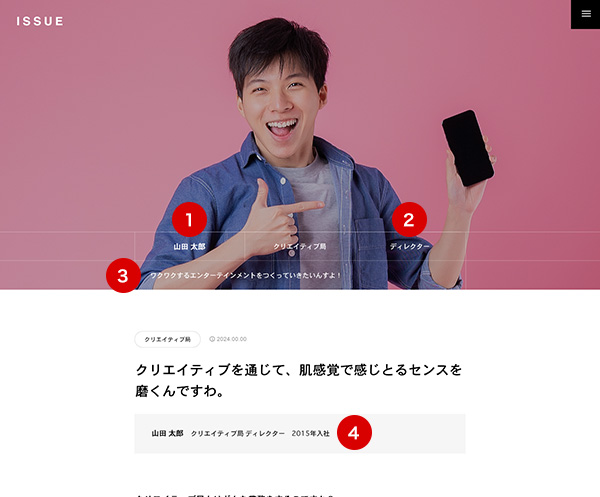 ISSUE
1
2
山田 太郎 クリエイティブ局 ディレクター
3 ワクワクするエンターテインメントをつくっていきたいんすよ！
クリエイティブ局 2024.00.00
クリエイティブを通じて、肌感覚で感じとるセンスを
磨くんですわ。
山田 太郎 クリエイティブ局 ディレクター 2015年入社 4